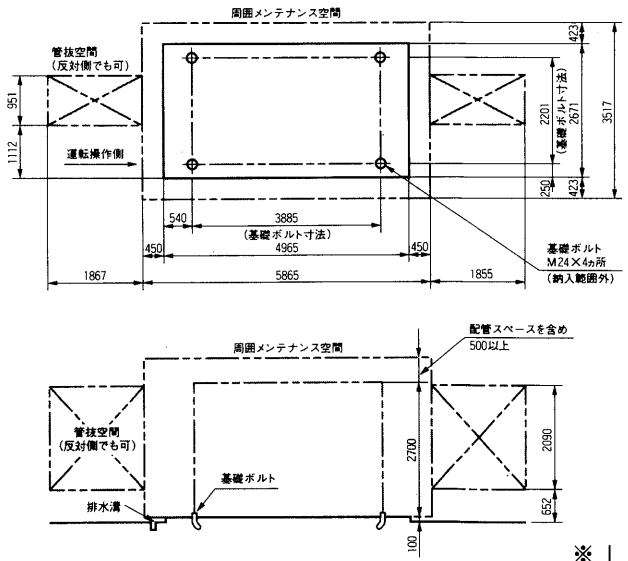 周囲メンテナンス空間
管抜空間
(反対側でも可)
951
1112
運転操作側
423
2201
(基礎ボルト寸法)
2671
3517
250
423
540
3885
(基礎ボルト寸法)
450
4965
450
1867
5865
1855
基礎ボルト
M24×4ヵ所
(納入範囲外)
配管スペースを含め
500以上
周囲メンテナンス空間
管抜空間
(反対側でも可)
2700
2090
基礎ボルト
排水溝
652
100
※